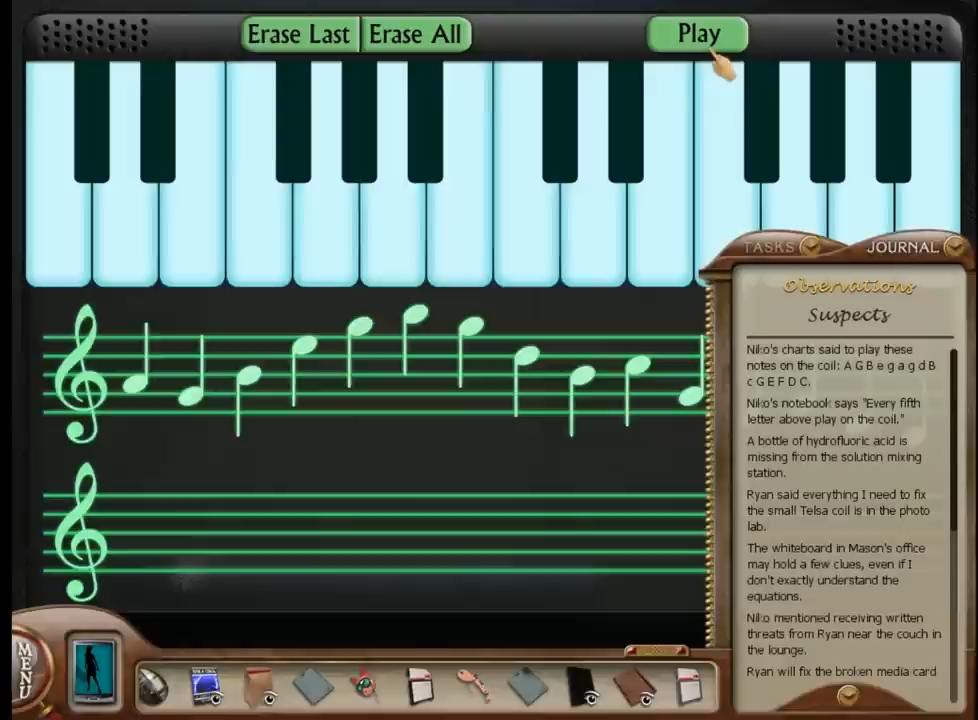 Erase Last Erase All Play
TASKS JOURNAL
Observations
Suspects
Niko's charts said to play these
notes on the coil: A G B e g a g d B
c G E F D C.
Niko's notebook says "Every fifth
letter above play on the coil."
A bottle of hydrofluoric acid is
missing from the solution mixing
station.
Ryan said everything I need to fix
the small Telsa coil is in the photo
lab.
The whiteboard in Mason's office
may hold a few clues, even if I
don't exactly understand the
equations.
Niko mentioned receiving written
threats from Ryan near the couch in
the lounge.
Ryan will fix the broken media card
MENU